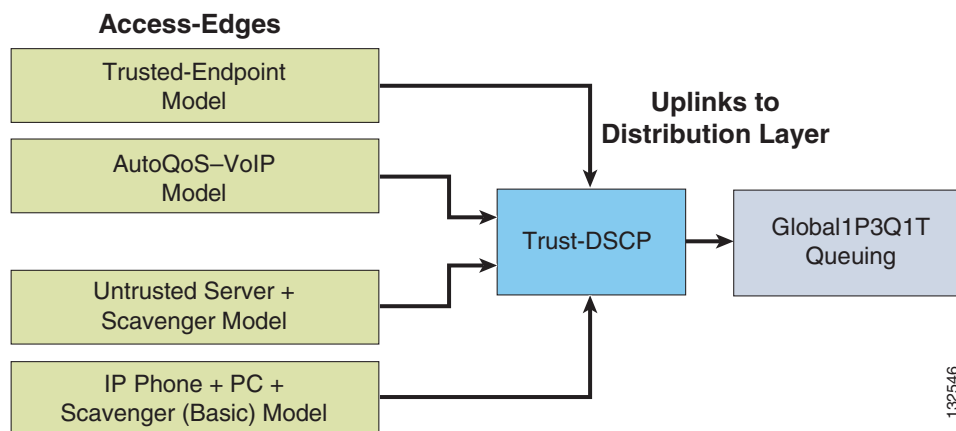 Access-Edges
Trusted-Endpoint
Model
AutoQoS–VoIP
Model
Untrusted Server +
Scavenger Model
IP Phone + PC +
Scavenger (Basic) Model
Uplinks to
Distribution Layer
Trust-DSCP
Global1P3Q1T
Queuing
132546